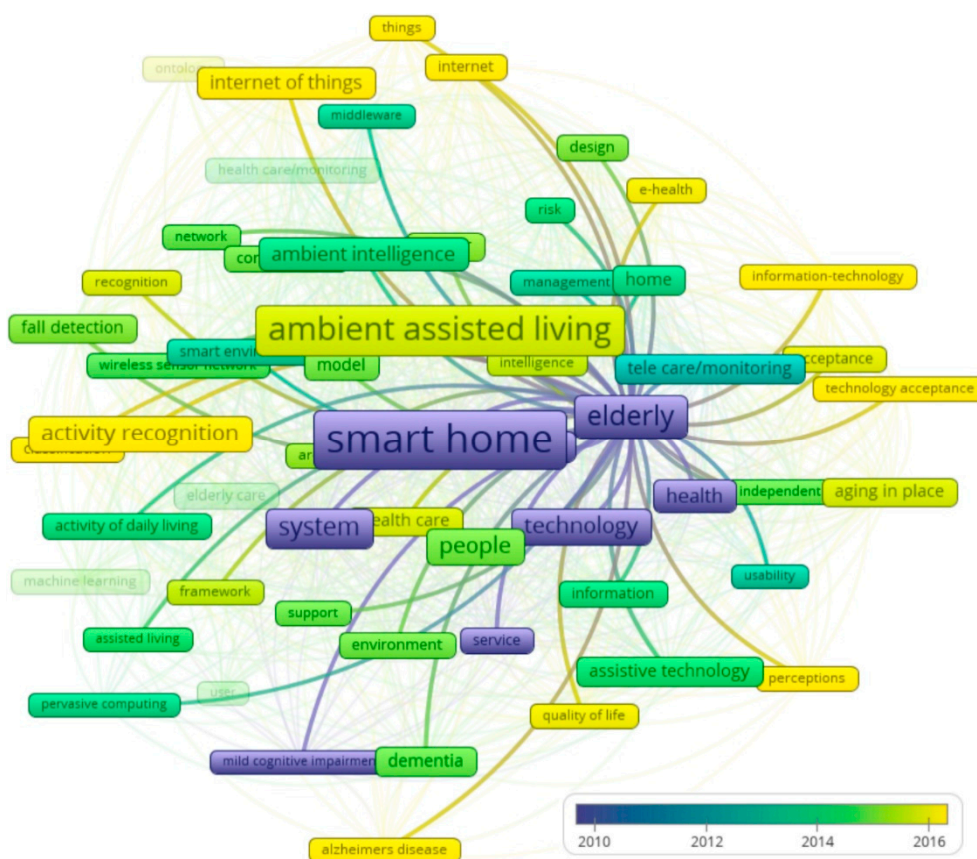 things
internet
ontology
internet of things
middleware
design
health care/monitoring
e-health
risk
network
ambient intelligence
information-technology
recognition
management
home
fall detection
ambient assisted living
smart
acceptance
wireless sensor network
model
intelligence
tele care/monitoring
technology acceptance
elderly
activity recognition
smart home
elderly care
health
independent
aging in place
activity of daily living
system
health care
technology
people
machine learning
usability
framework
information
support
assisted living
environment
service
assistive technology
perceptions
user
pervasive computing
quality of life
mild cognitive impairmen
dementia
alzheimers disease
2010
2012
2014
2016